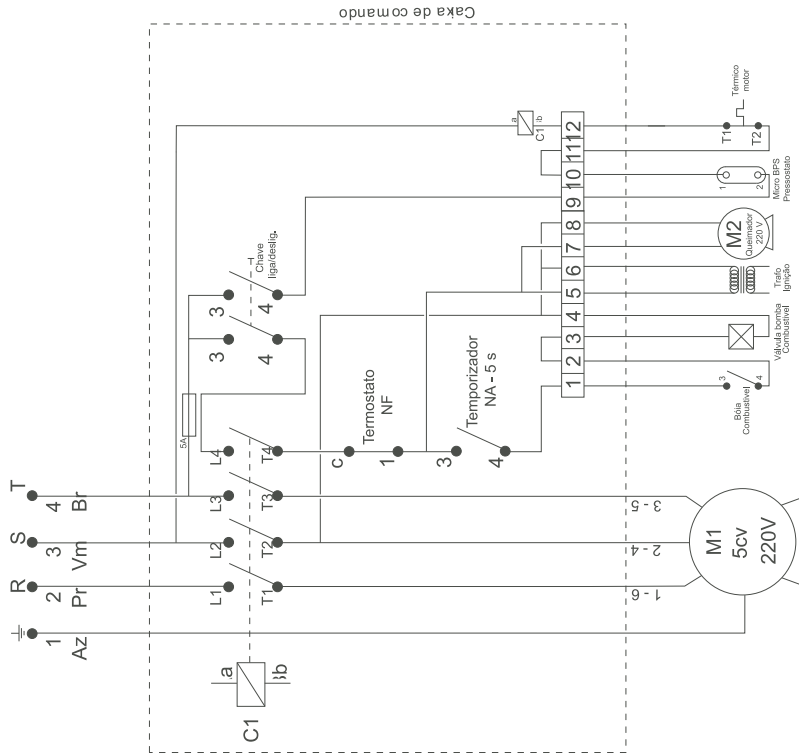 Caixa de comando
R
S
T
1
2
3
4
Az
Pr
Vm
Br
5A
3
3
Chave
liga/deslig.
4
4
L1
L2
L3
L4
T1
T2
T3
T4
C1
a
b
C
Termostato
NF
1
3
Temporizador
NA - 5 s
4
a
C1
b
1
2
3
4
5
6
7
8
9
10
11
12
1 - 6
2 - 4
3 - 5
M1
5cv
220V
3
4
Bóia
Combustível
Válvula bomba
Combustível
Trafo
Ignição
M2
Queimador
220 V
1
2
Micro BPS
Pressostato
T1
T2
Térmico
motor